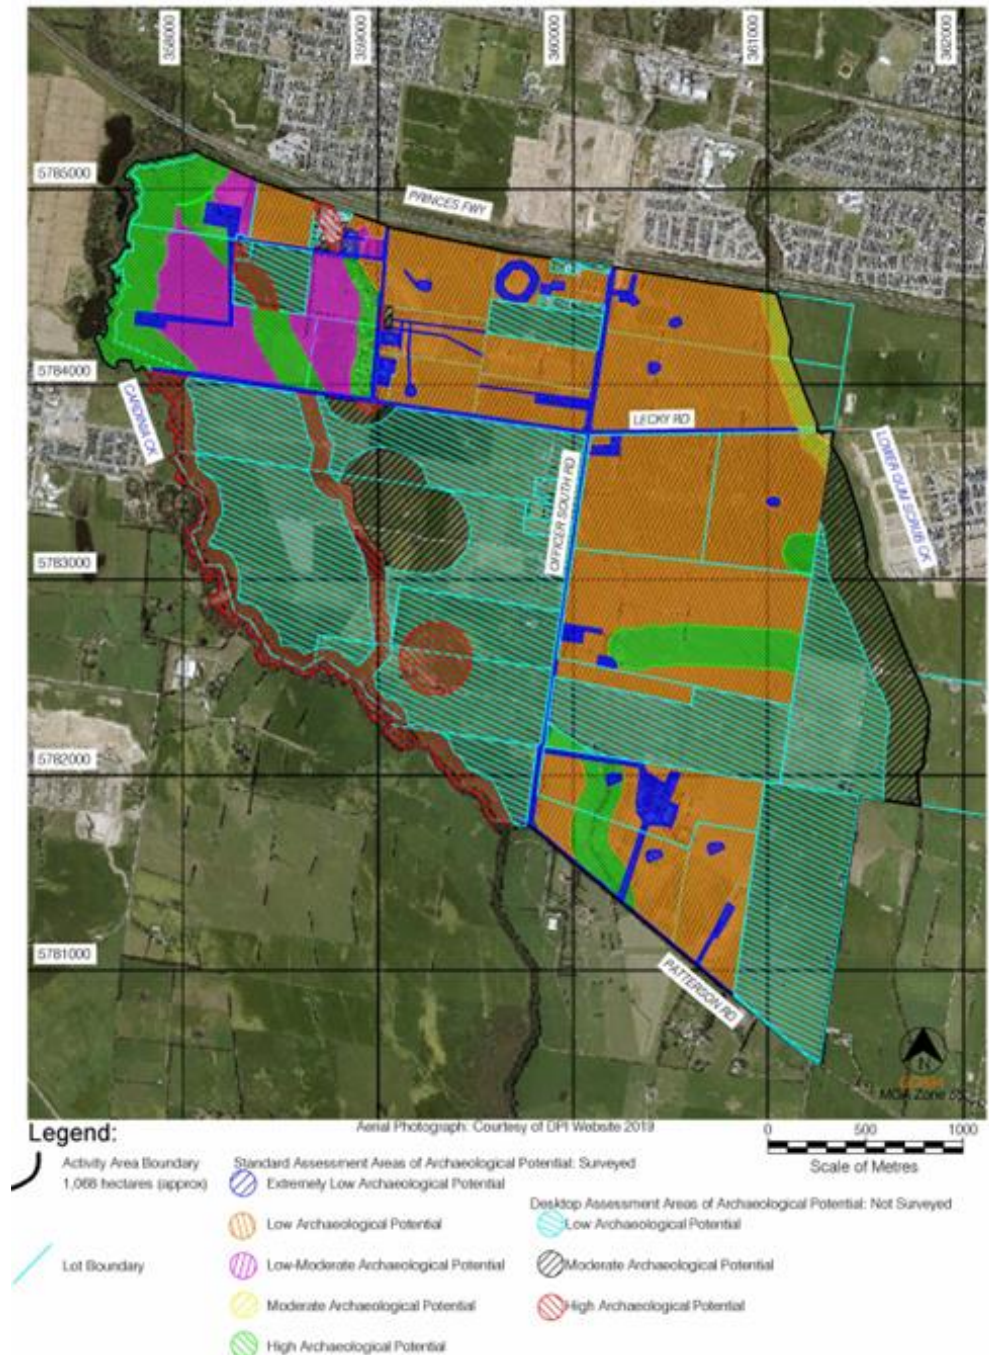 358000
359000
360000
361000
362000
5785000
PRINCES FWY
5784000
CARDINIA CK
LECKY RD
LOWER GUM SCRUB CK
OFFICER SOUTH RD
5783000
5782000
5781000
PATTERSON RD
N
MGA Zone 55
Legend:
Aerial Photograph: Courtesy of DPI Website 2019
0 500 1000
Scale of Metres
Activity Area Boundary
1,068 hectares (approx)
Lot Boundary
Standard Assessment Areas of Archaeological Potential: Surveyed
Extremely Low Archaeological Potential
Low Archaeological Potential
Low-Moderate Archaeological Potential
Moderate Archaeological Potential
High Archaeological Potential
Desktop Assessment Areas of Archaeological Potential: Not Surveyed
Low Archaeological Potential
Moderate Archaeological Potential
High Archaeological Potential